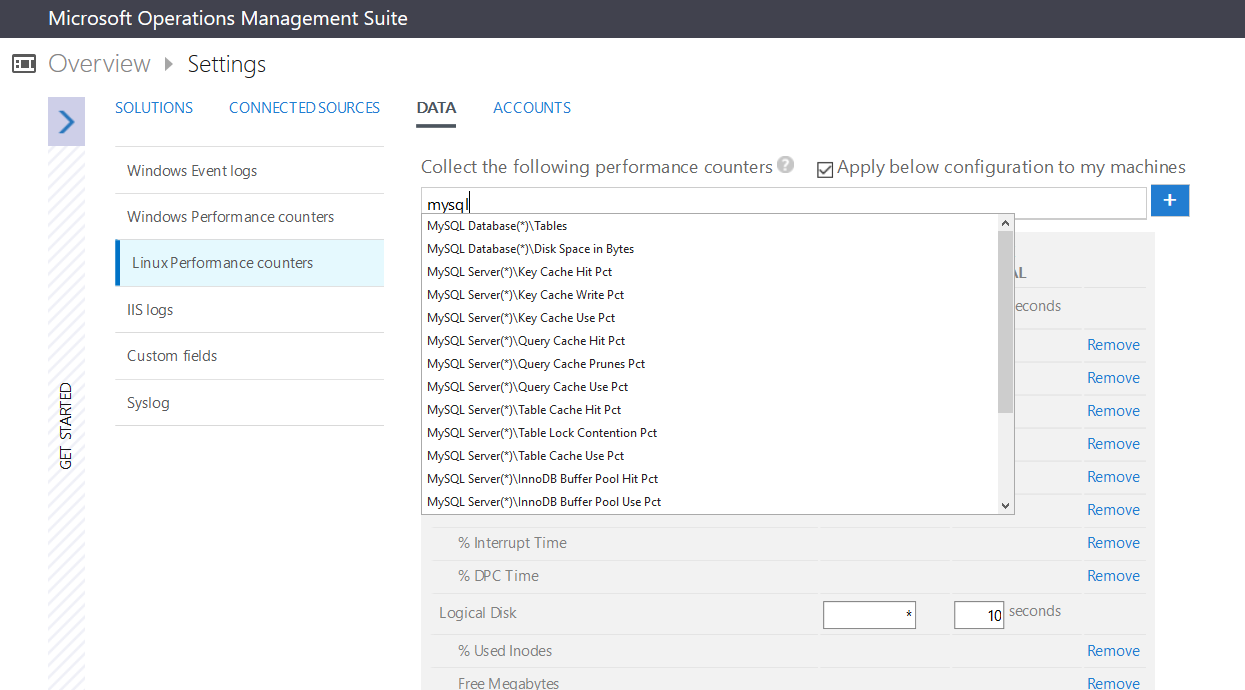 Microsoft Operations Management Suite
Overview Settings
SOLUTIONS CONNECTED SOURCES DATA ACCOUNTS
GET STARTED
Windows Event logs
Windows Performance counters
Linux Performance counters
IIS logs
Custom fields
Syslog
Collect the following performance counters ? Apply below configuration to my machines
mysql +
MySQL Database(*)\Tables
MySQL Database(*)\Disk Space in Bytes
MySQL Server(*)\Key Cache Hit Pct
MySQL Server(*)\Key Cache Write Pct
MySQL Server(*)\Key Cache Use Pct
MySQL Server(*)\Query Cache Hit Pct
MySQL Server(*)\Query Cache Prunes Pct
MySQL Server(*)\Query Cache Use Pct
MySQL Server(*)\Table Cache Hit Pct
MySQL Server(*)\Table Lock Contention Pct
MySQL Server(*)\Table Cache Use Pct
MySQL Server(*)\InnoDB Buffer Pool Hit Pct
MySQL Server(*)\InnoDB Buffer Pool Use Pct
AL
econds
Remove
Remove
Remove
Remove
Remove
Remove
% Interrupt Time Remove
% DPC Time Remove
Logical Disk * 10 seconds
% Used Inodes Remove
Free Megabytes Remove